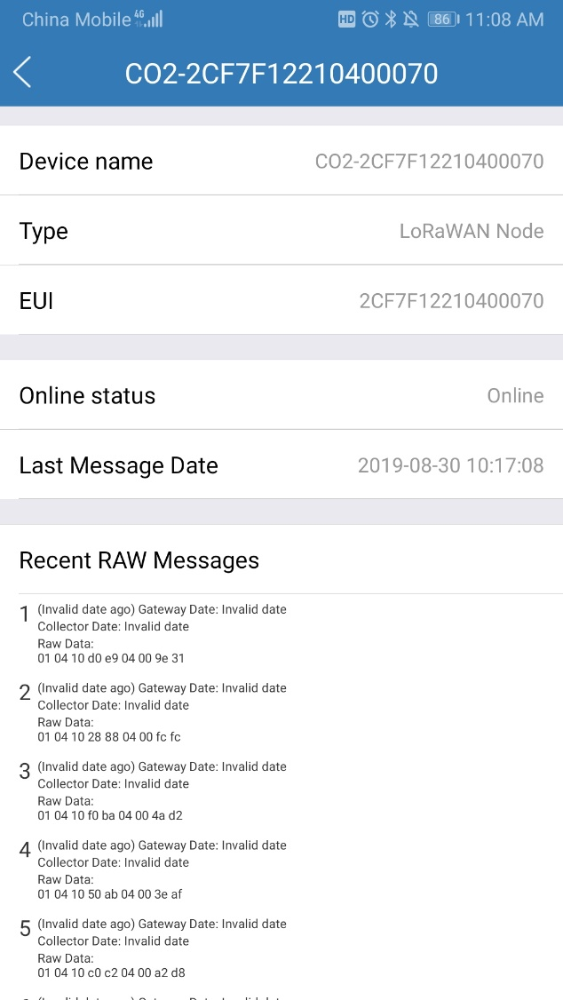 China Mobile 4G HD 86 11:08 AM
CO2-2CF7F12210400070
Device name CO2-2CF7F12210400070
Type LoRaWAN Node
EUI 2CF7F12210400070
Online status Online
Last Message Date 2019-08-30 10:17:08
Recent RAW Messages
1 (Invalid date ago) Gateway Date: Invalid date
Collector Date: Invalid date
Raw Data:
01 04 10 d0 e9 04 00 9e 31
2 (Invalid date ago) Gateway Date: Invalid date
Collector Date: Invalid date
Raw Data:
01 04 10 28 88 04 00 fc fc
3 (Invalid date ago) Gateway Date: Invalid date
Collector Date: Invalid date
Raw Data:
01 04 10 f0 ba 04 00 4a d2
4 (Invalid date ago) Gateway Date: Invalid date
Collector Date: Invalid date
Raw Data:
01 04 10 50 ab 04 00 3e af
5 (Invalid date ago) Gateway Date: Invalid date
Collector Date: Invalid date
Raw Data:
01 04 10 c0 c2 04 00 a2 d8